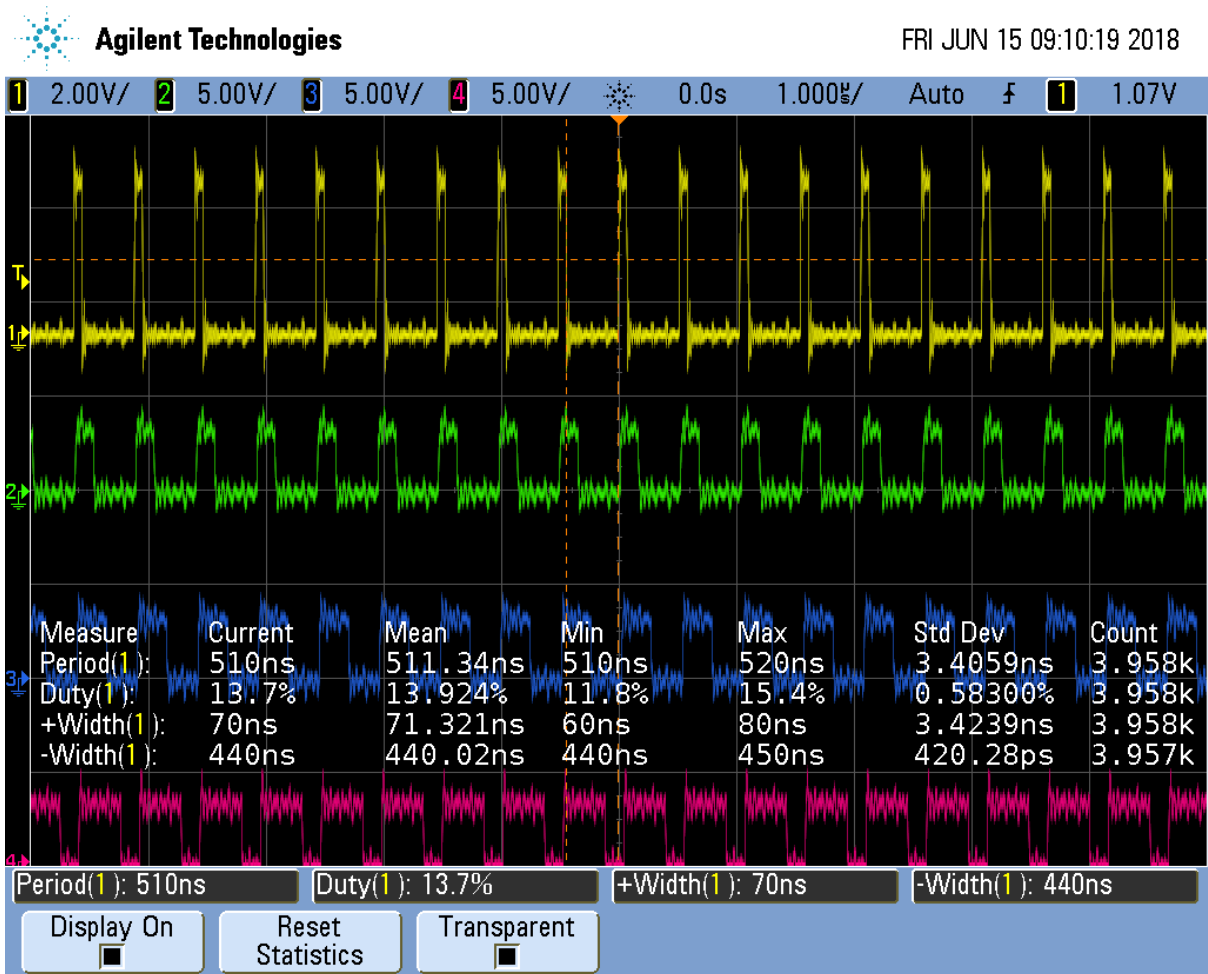 Agilent Technologies FRI JUN 15 09:10:19 2018
1 2.00V/ 2 5.00V/ 3 5.00V/ 4 5.00V/ 0.0s 1.000µs/ Auto 1 1.07V
T
1
2
Measure Current Mean Min Max Std Dev Count
Period(1): 510ns 511.34ns 510ns 520ns 3.4059ns 3.958k
3
Duty(1): 13.7% 13.924% 11.8% 15.4% 0.58300% 3.958k
+Width(1): 70ns 71.321ns 60ns 80ns 3.4239ns 3.958k
-Width(1): 440ns 440.02ns 440ns 450ns 420.28ps 3.957k
4
Period(1): 510ns Duty(1): 13.7% +Width(1): 70ns -Width(1): 440ns
Display On Reset Statistics Transparent